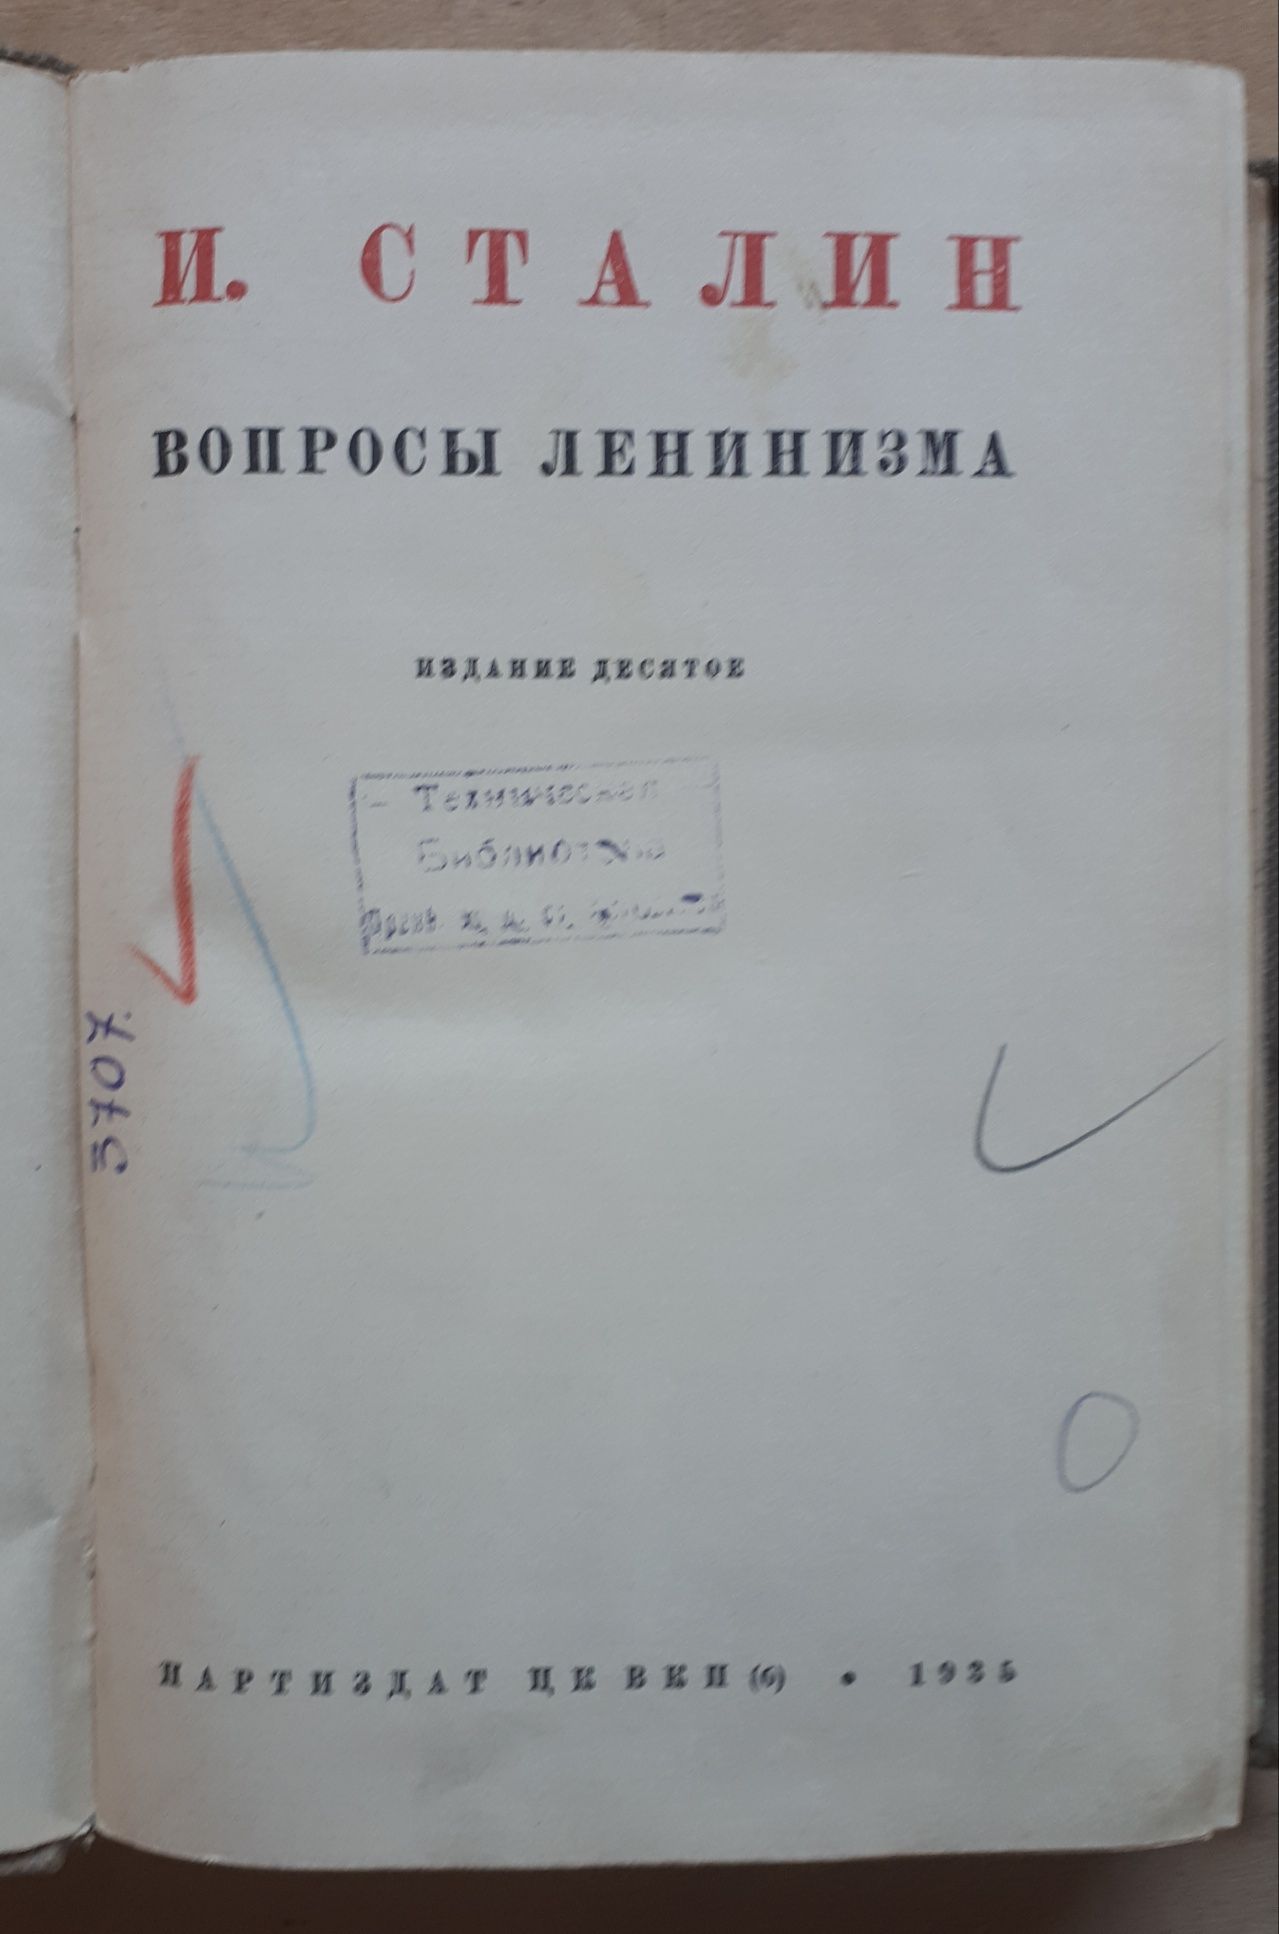 И. СТАЛИН
ВОПРОСЫ ЛЕНИНИЗМА
ИЗДАНИЕ ДЕСЯТОЕ
Техническая
Библиотека
5707.
ПАРТИЗДАТ ЦК ВКП(б) • 1935